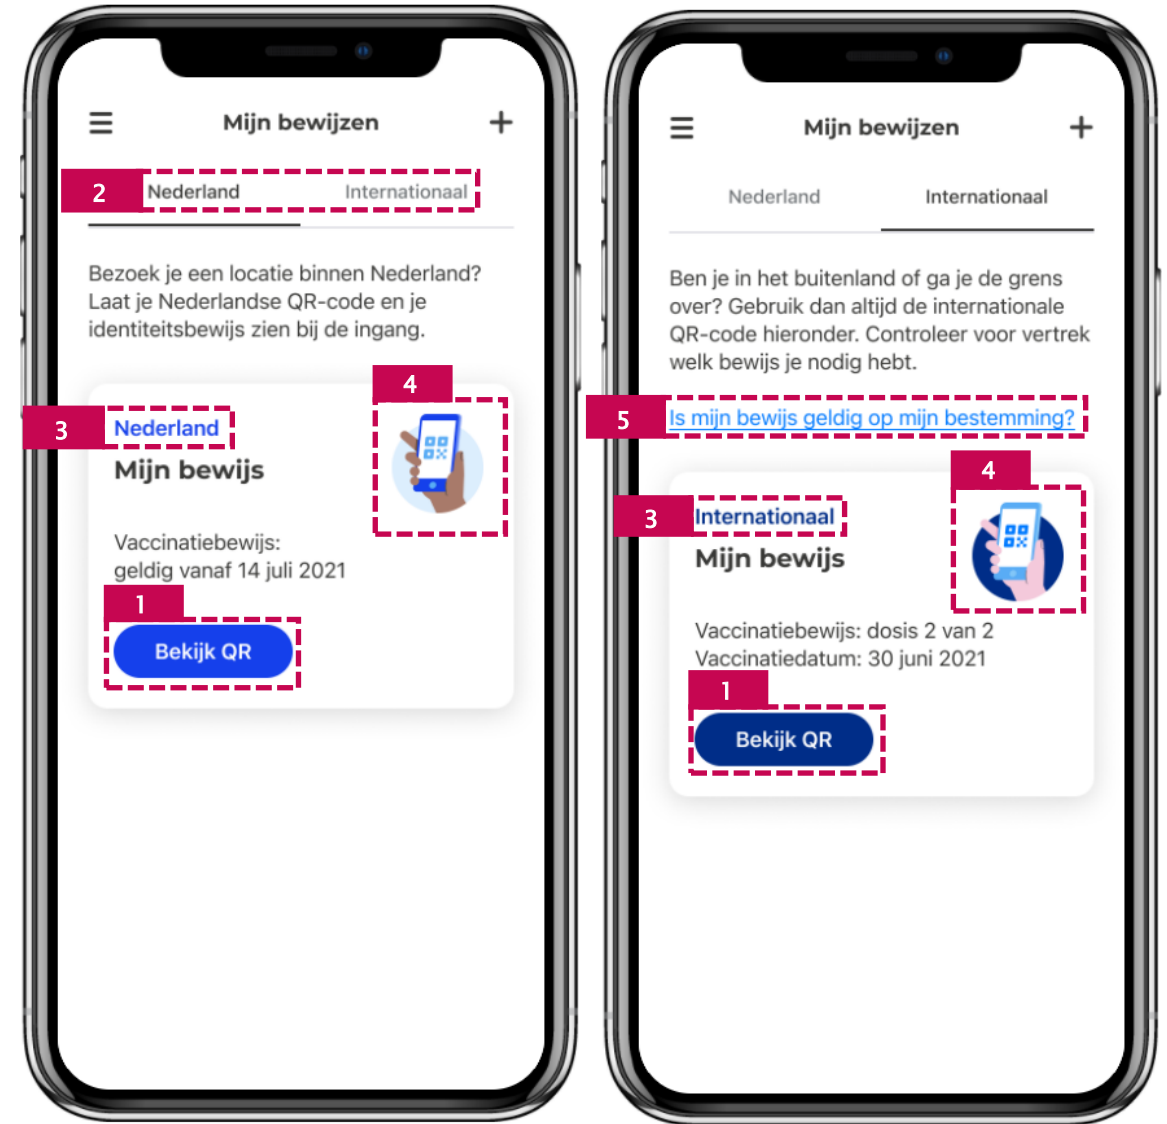 Mijn bewijzen
2
Nederland
Internationaal
Bezoek je een locatie binnen Nederland?
Laat je Nederlandse QR-code en je
identiteitsbewijs zien bij de ingang.
4
3
Nederland
Mijn bewijs
Vaccinatiebewijs:
geldig vanaf 14 juli 2021
1
Bekijk QR
Mijn bewijzen
Nederland
Internationaal
Ben je in het buitenland of ga je de grens
over? Gebruik dan altijd de internationale
QR-code hieronder. Controleer voor vertrek
welk bewijs je nodig hebt.
5
Is mijn bewijs geldig op mijn bestemming?
4
3
Internationaal
Mijn bewijs
Vaccinatiebewijs: dosis 2 van 2
Vaccinatiedatum: 30 juni 2021
1
Bekijk QR